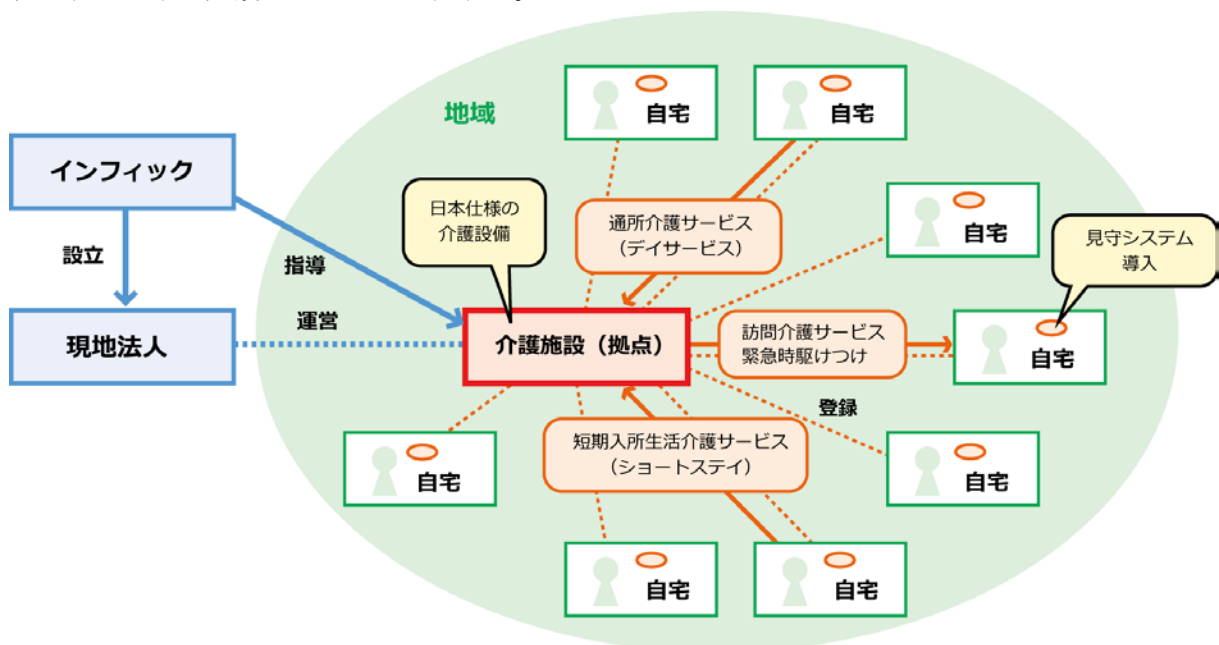 地域
自宅
自宅
インフィック
日本仕様の
介護設備
通所介護サービス
（デイサービス）
自宅
見守システム
導入
設立
指導
運営
現地法人
介護施設（拠点）
訪問介護サービス
緊急時駆けつけ
自宅
登録
短期入所生活介護サービス
（ショートステイ）
自宅
自宅
自宅
自宅